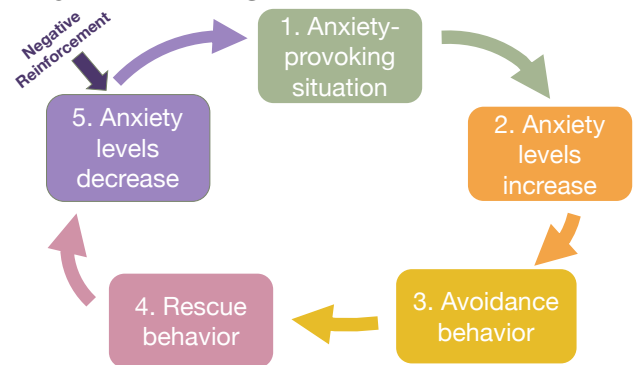 Negative
Reinforcement
1. Anxiety-
provoking
situation
2. Anxiety
levels
increase
3. Avoidance
behavior
4. Rescue
behavior
5. Anxiety
levels
decrease